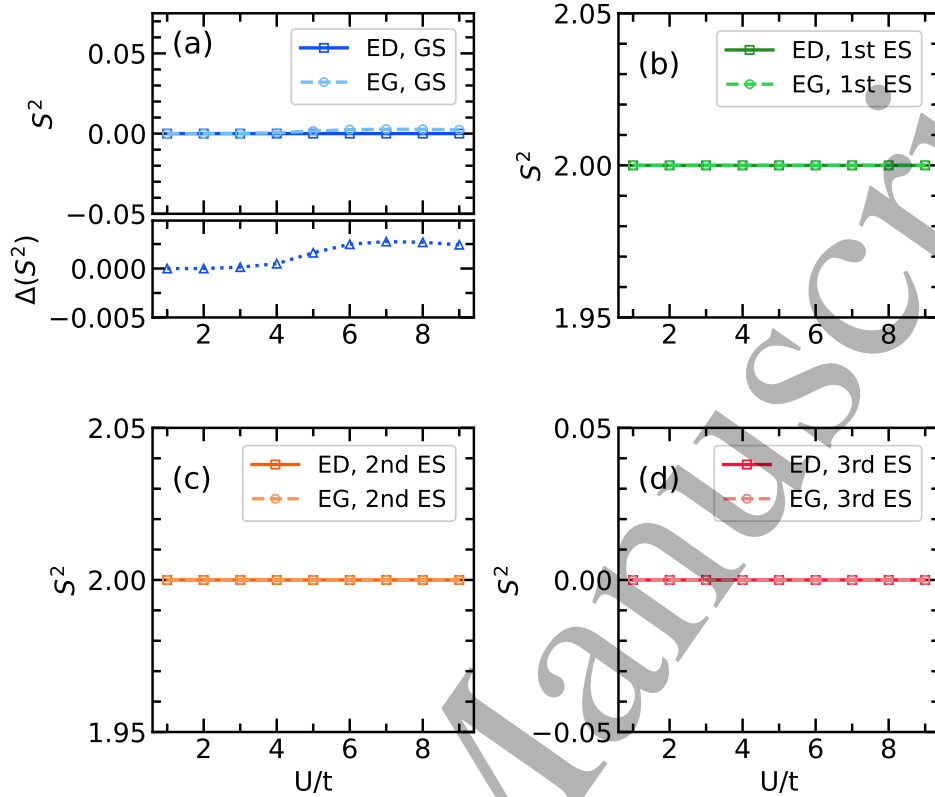 (a)
ED, GS
EG, GS
S²
0.05
0.00
−0.05
Δ(S²)
0.000
−0.005
2 4 6 8
(b)
ED, 1st ES
EG, 1st ES
S²
2.05
2.00
1.95
2 4 6 8
(c)
ED, 2nd ES
EG, 2nd ES
S²
2.05
2.00
1.95
2 4 6 8
U/t
(d)
ED, 3rd ES
EG, 3rd ES
S²
0.05
0.00
−0.05
2 4 6 8
U/t
Manuscri